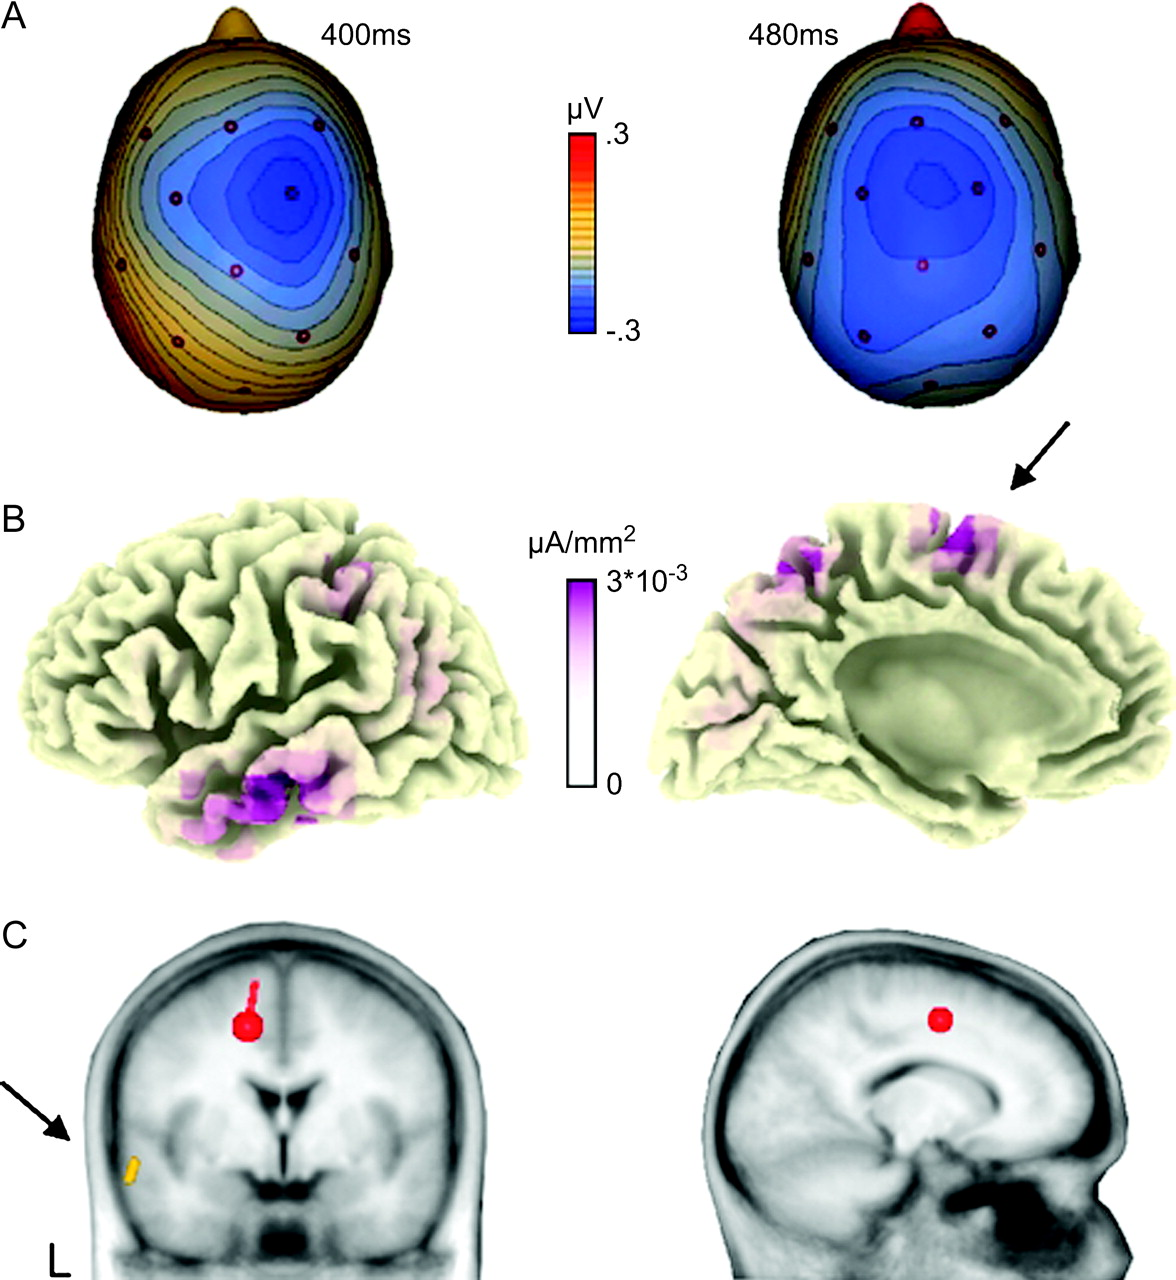 A
400ms
480ms
µV
.3
-.3
B
µA/mm²
3*10⁻³
0
C
L